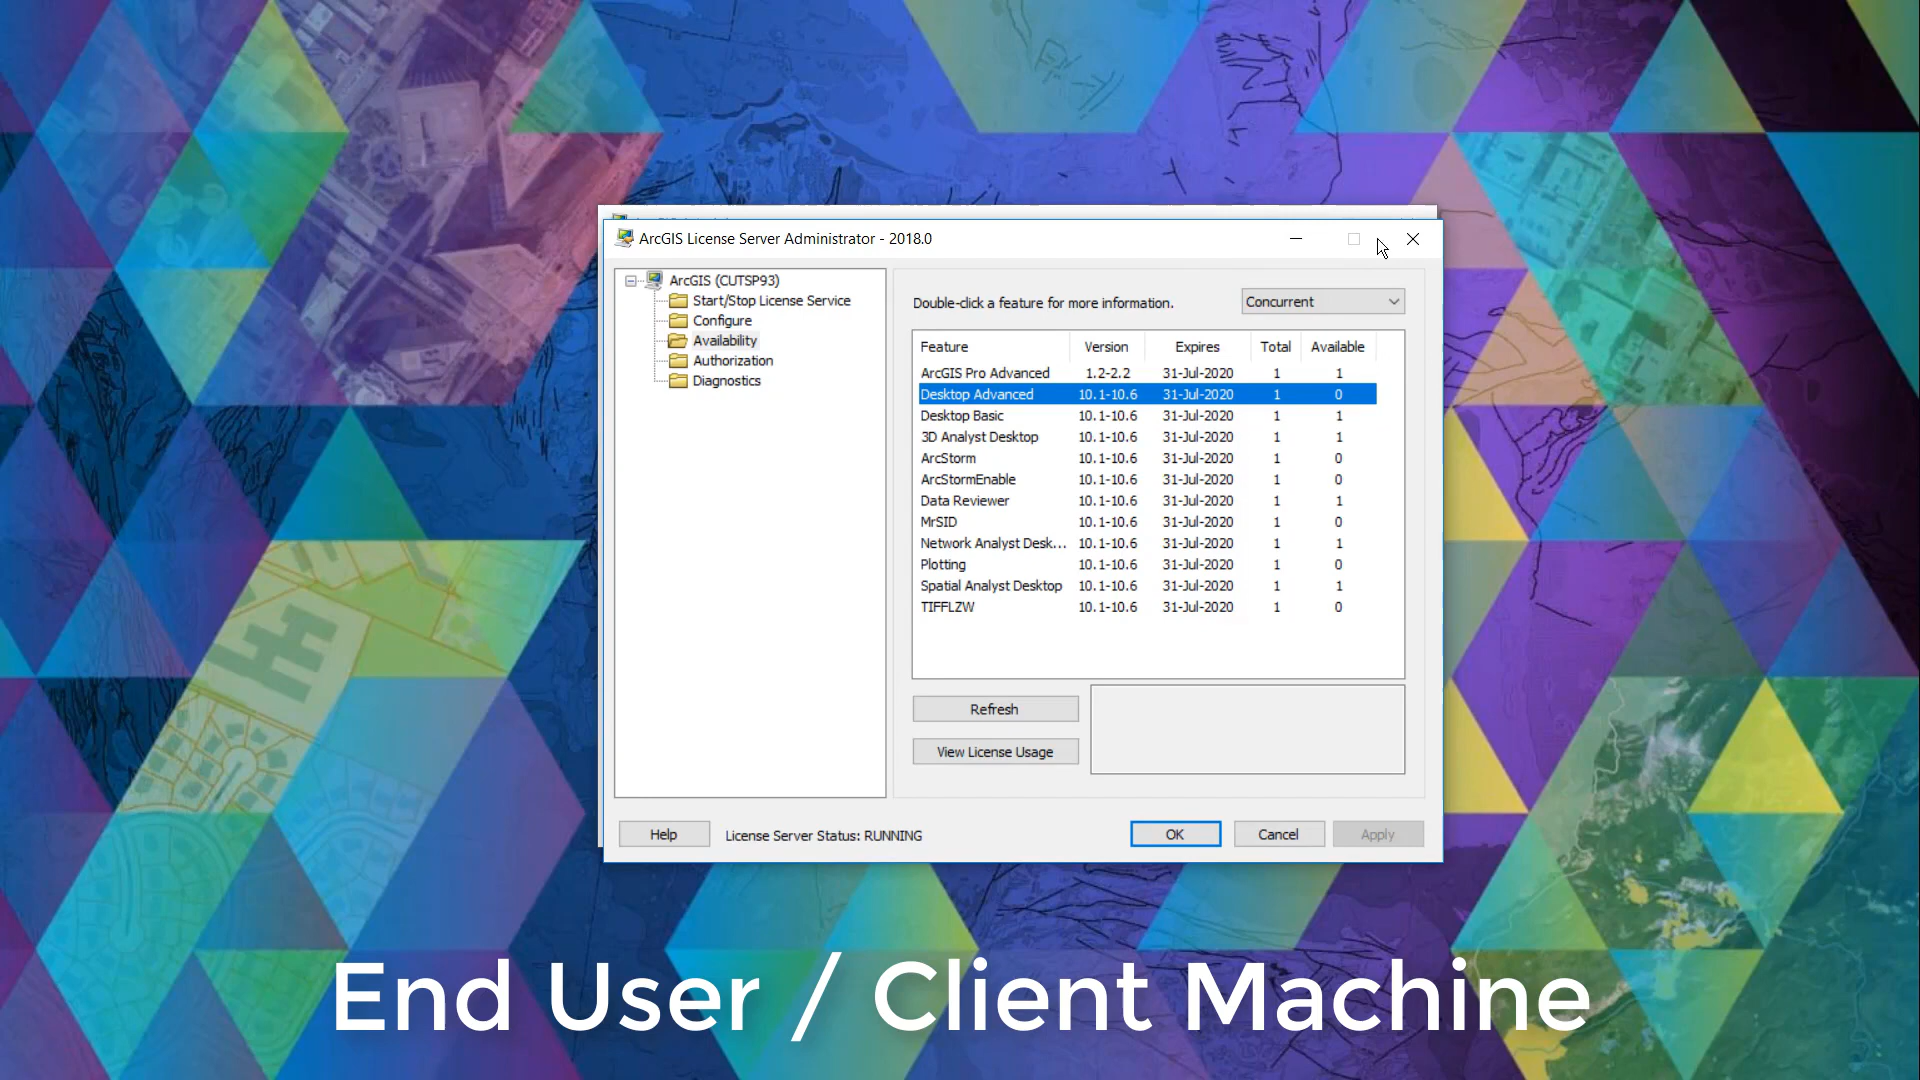 ArcGIS License Server Administrator - 2018.0
ArcGIS (CUTSP93)
Start/Stop License Service
Configure
Availability
Authorization
Diagnostics
Double-click a feature for more information.
Concurrent
Feature Version Expires Total Available
ArcGIS Pro Advanced 1.2-2.2 31-Jul-2020 1 1
Desktop Advanced 10.1-10.6 31-Jul-2020 1 0
Desktop Basic 10.1-10.6 31-Jul-2020 1 1
3D Analyst Desktop 10.1-10.6 31-Jul-2020 1 1
ArcStorm 10.1-10.6 31-Jul-2020 1 0
ArcStormEnable 10.1-10.6 31-Jul-2020 1 0
Data Reviewer 10.1-10.6 31-Jul-2020 1 1
MrSID 10.1-10.6 31-Jul-2020 1 0
Network Analyst Desk... 10.1-10.6 31-Jul-2020 1 1
Plotting 10.1-10.6 31-Jul-2020 1 0
Spatial Analyst Desktop 10.1-10.6 31-Jul-2020 1 1
TIFFLZW 10.1-10.6 31-Jul-2020 1 0
Refresh
View License Usage
Help
License Server Status: RUNNING
OK
Cancel
Apply
End User / Client Machine